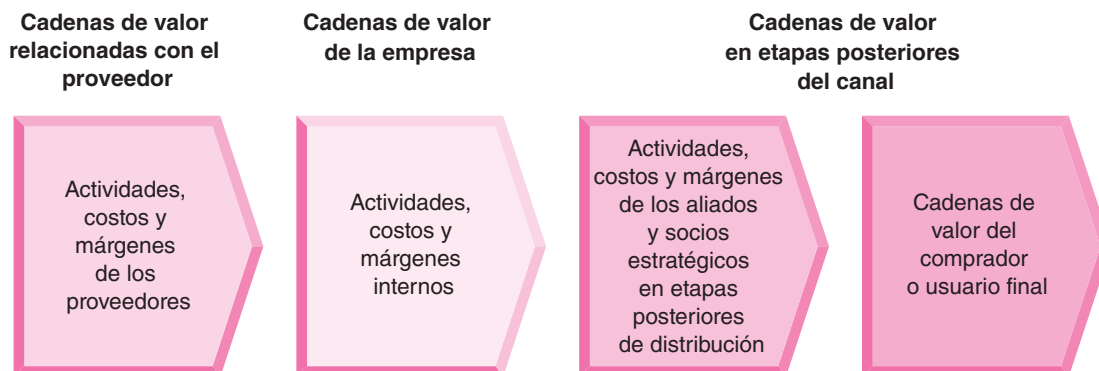 Cadenas de valor
relacionadas con el
proveedor
Cadenas de valor
de la empresa
Cadenas de valor
en etapas posteriores
del canal
Actividades,
costos y
márgenes
de los
proveedores
Actividades,
costos y
márgenes
internos
Actividades,
costos y márgenes
de los aliados
y socios
estratégicos
en etapas
posteriores
de distribución
Cadenas de
valor del
comprador
o usuario final